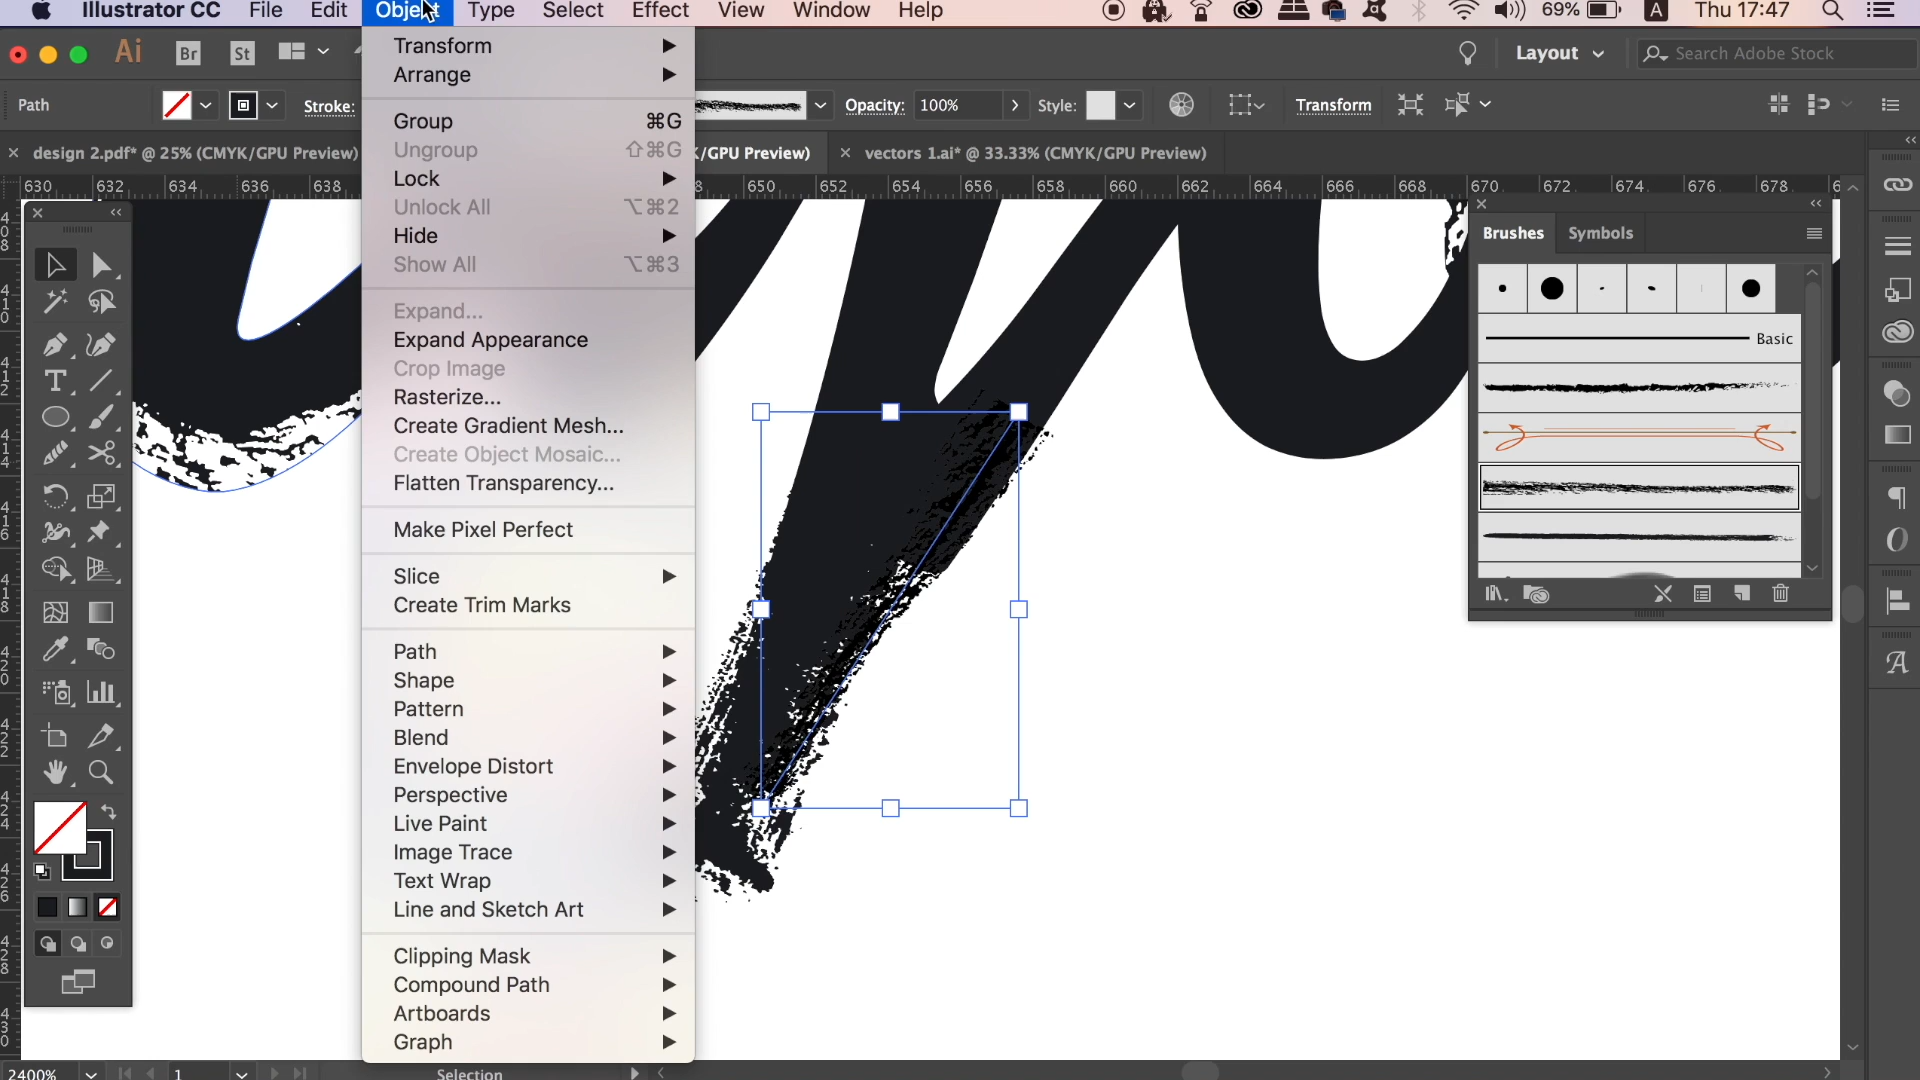 Illustrator CC File Edit Object Type Select Effect View Window Help 69% A Thu 17:47
Ai Br St Layout Search Adobe Stock
Path Stroke: Opacity: 100% Style: Transform
design 2.pdf* @ 25% (CMYK/GPU Preview) K/GPU Preview) vectors 1.ai* @ 33.33% (CMYK/GPU Preview)
630 632 634 636 638 8 650 652 654 656 658 660 662 664 666 668 670 672 674 676 678 6
Transform
Arrange
Group ⌘G
Ungroup ⇧⌘G
Lock
Unlock All ⌥⌘2
Hide
Show All ⌥⌘3
Expand...
Expand Appearance
Crop Image
Rasterize...
Create Gradient Mesh...
Create Object Mosaic...
Flatten Transparency...
Make Pixel Perfect
Slice
Create Trim Marks
Path
Shape
Pattern
Blend
Envelope Distort
Perspective
Live Paint
Image Trace
Text Wrap
Line and Sketch Art
Clipping Mask
Compound Path
Artboards
Graph
Brushes Symbols
Basic
2400% 1 Selection